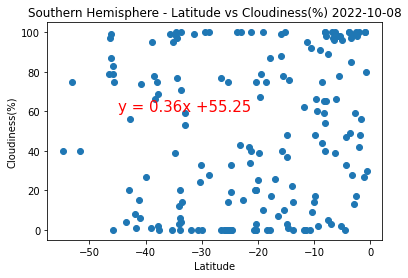 Southern Hemisphere - Latitude vs Cloudiness(%) 2022-10-08
100
80
y = 0.36x +55.25
60
Cloudiness(%)
40
20
0
−50 −40 −30 −20 −10 0
Latitude